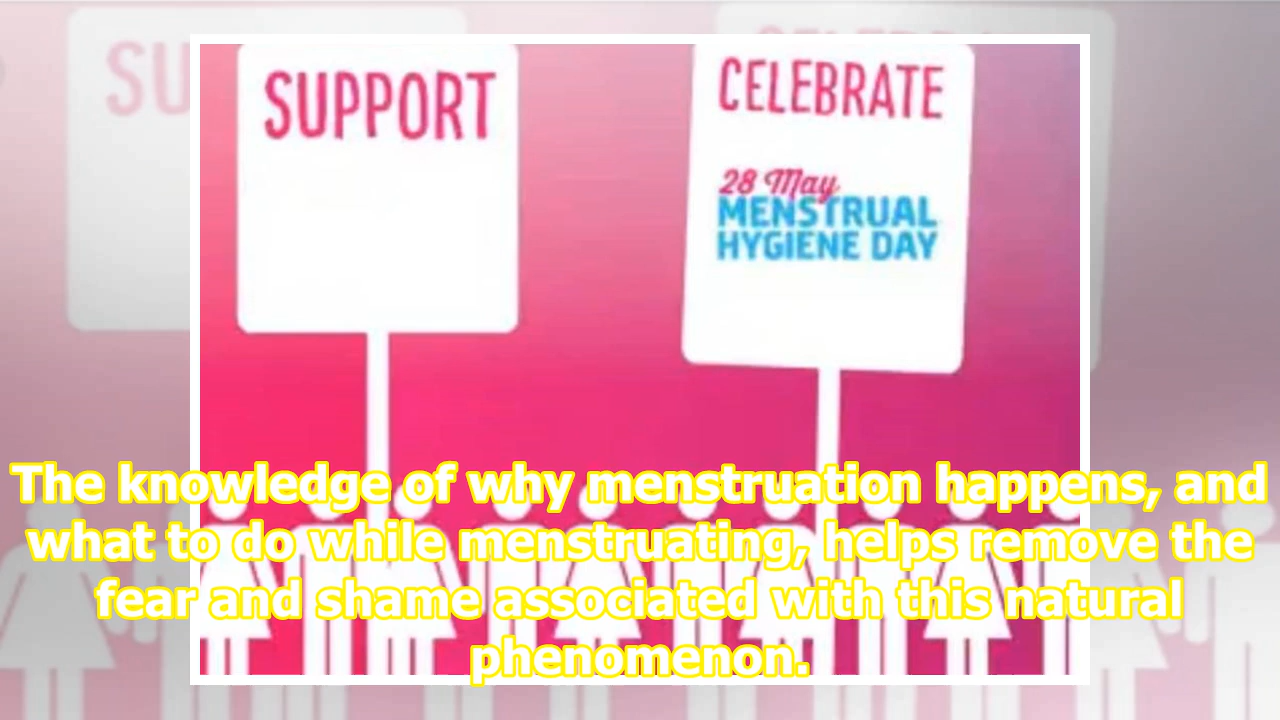 SUPPORT
CELEBRATE
28 May
MENSTRUAL
HYGIENE DAY
The knowledge of why menstruation happens, and
what to do while menstruating, helps remove the
fear and shame associated with this natural
phenomenon.